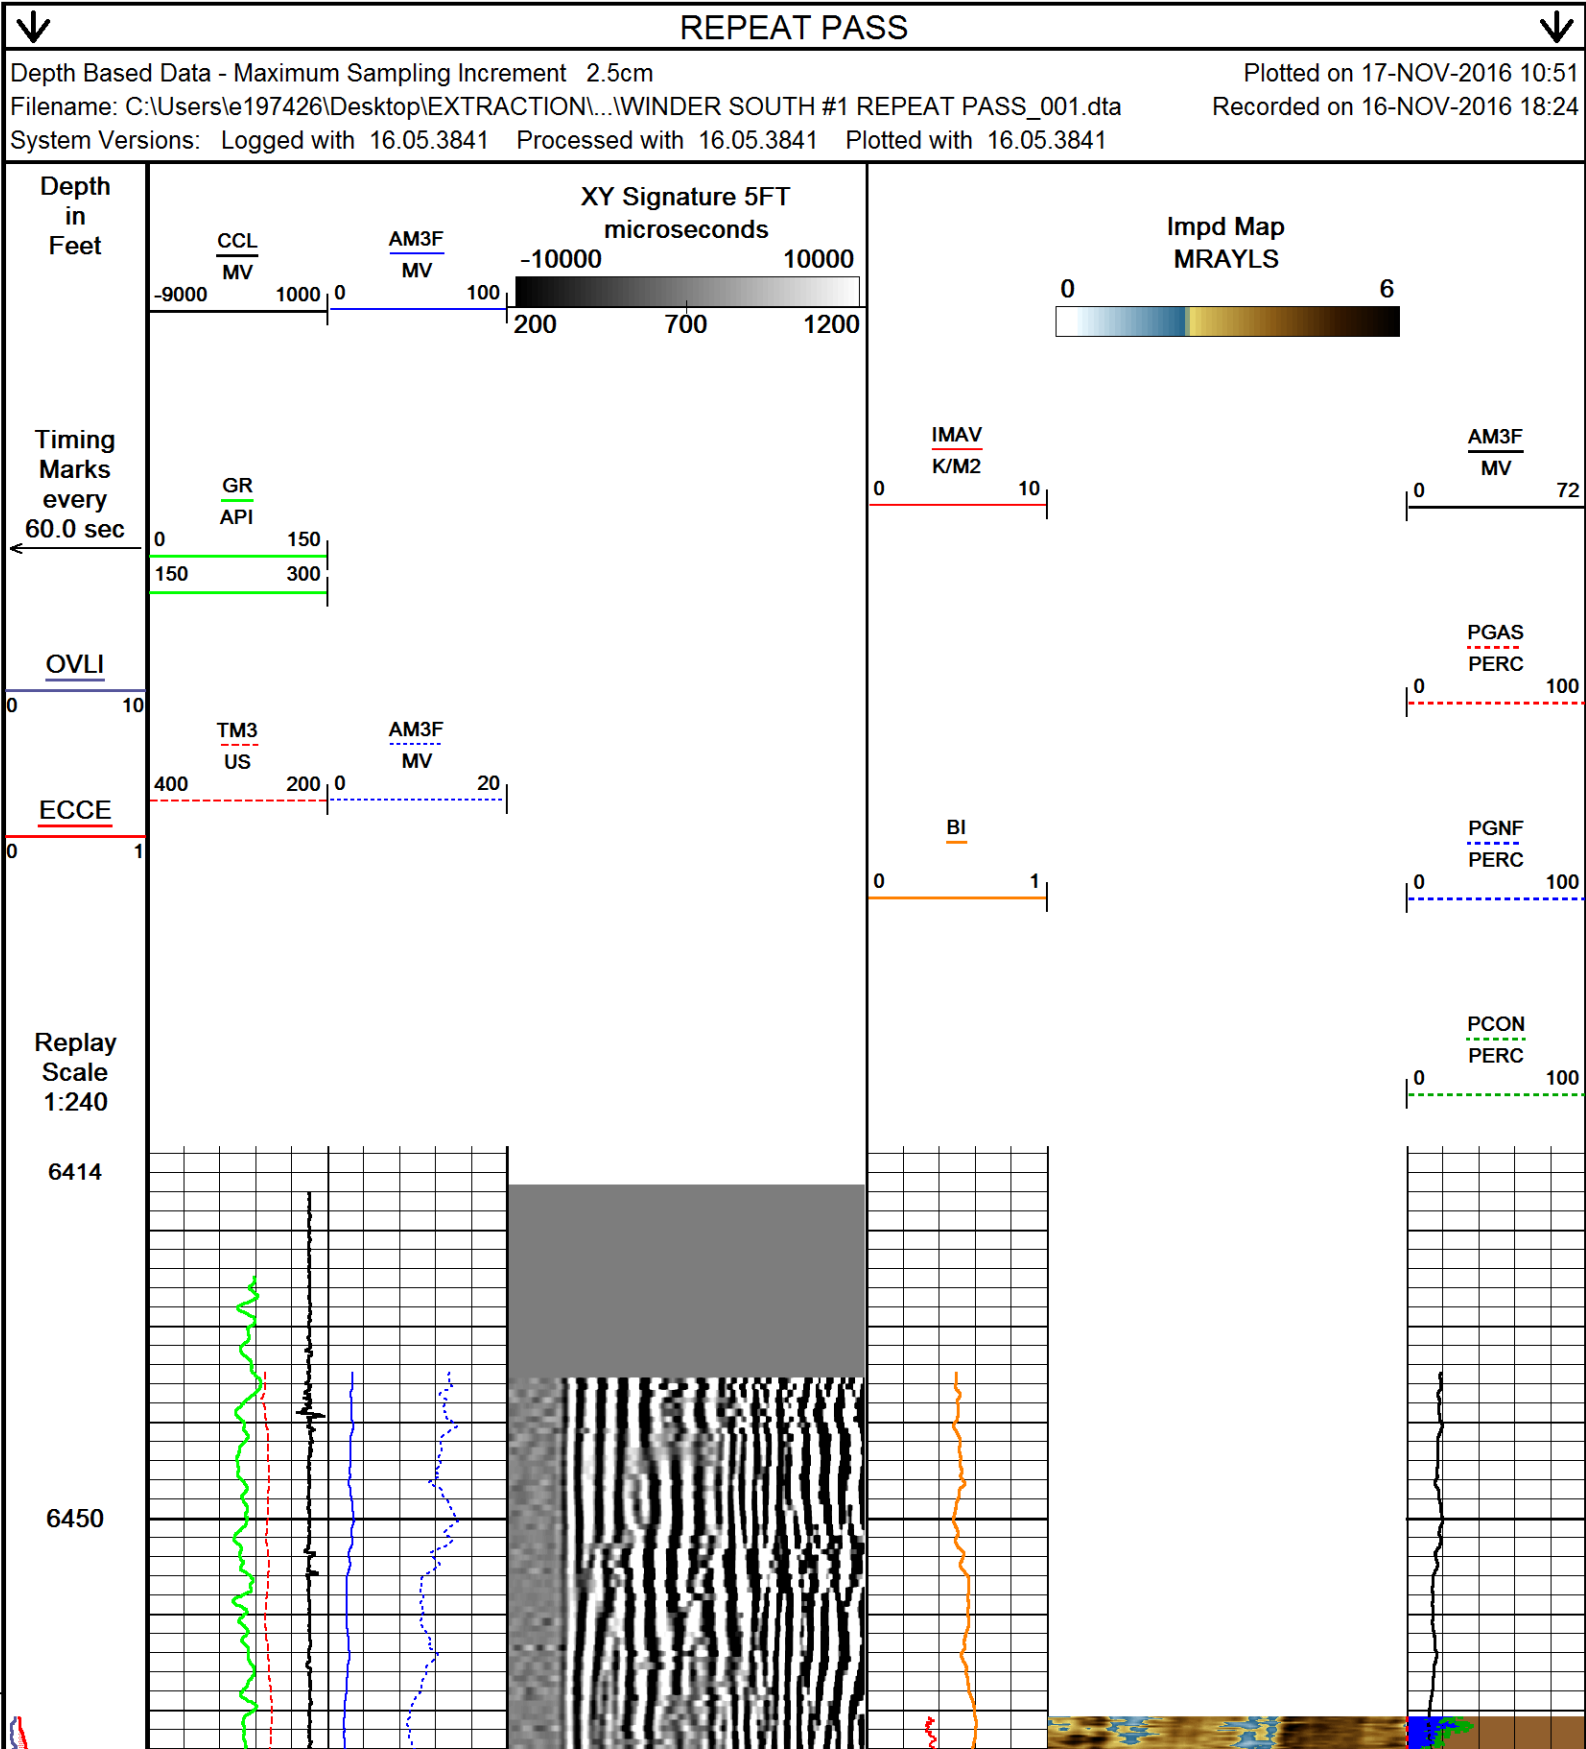 REPEAT PASS
Depth Based Data - Maximum Sampling Increment 2.5cm
Plotted on 17-NOV-2016 10:51
Filename: C:\Users\e197426\Desktop\EXTRACTION\...\WINDER SOUTH #1 REPEAT PASS_001.dta
Recorded on 16-NOV-2016 18:24
System Versions: Logged with 16.05.3841 Processed with 16.05.3841 Plotted with 16.05.3841
Depth
in
Feet
Timing
Marks
every
60.0 sec
OVLI
0 10
ECCE
0 1
Replay
Scale
1:240
6414
6450
CCL
MV
-9000 1000
GR
API
0 150
150 300
TM3
US
400 200
AM3F
MV
0 100
AM3F
MV
0 20
XY Signature 5FT
microseconds
-10000 10000
200 700 1200
IMAV
K/M2
0 10
BI
0 1
Impd Map
MRAYLS
0 6
AM3F
MV
0 72
PGAS
PERC
0 100
PGNF
PERC
0 100
PCON
PERC
0 100